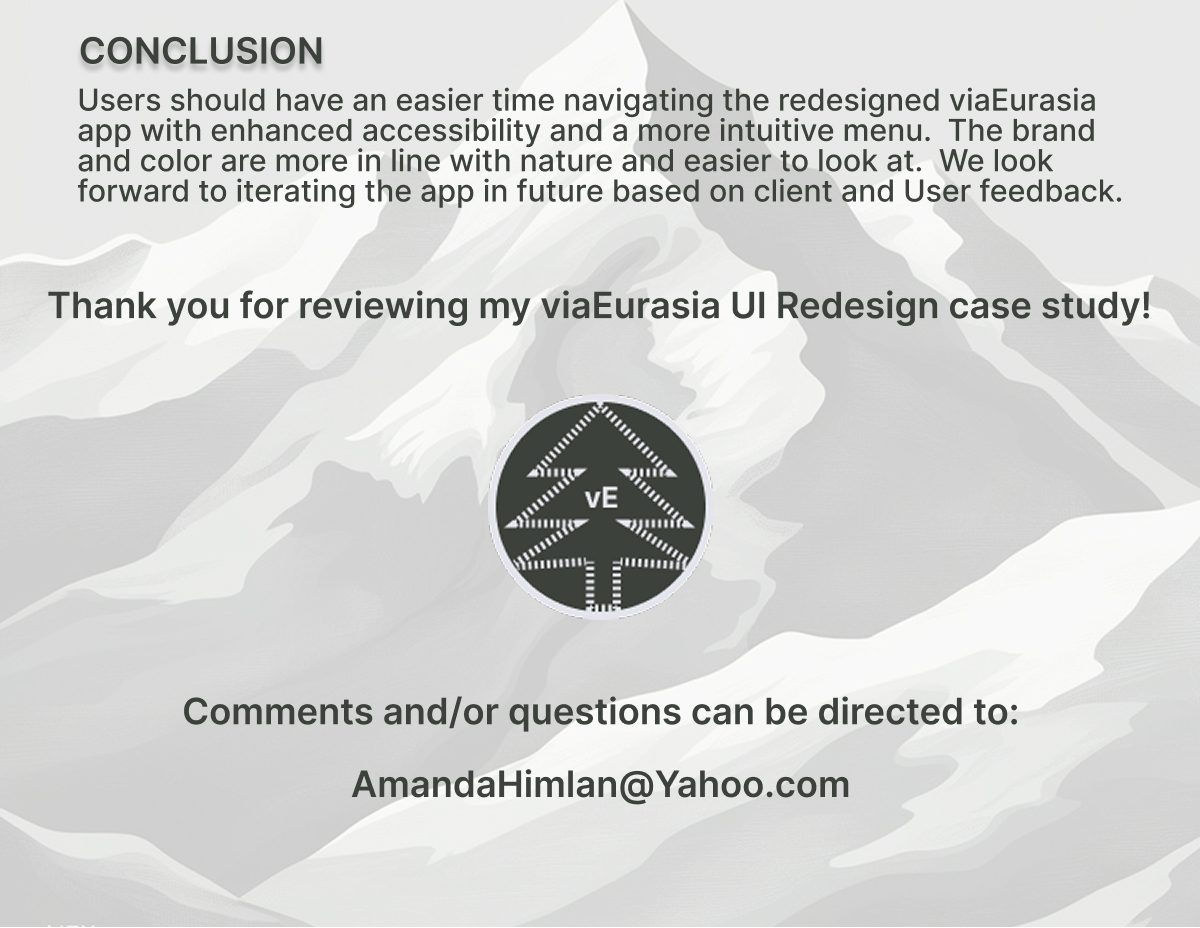 CONCLUSION
Users should have an easier time navigating the redesigned viaEurasia
app with enhanced accessibility and a more intuitive menu.  The brand
and color are more in line with nature and easier to look at.  We look
forward to iterating the app in future based on client and User feedback.
Thank you for reviewing my viaEurasia UI Redesign case study!
vE
Comments and/or questions can be directed to:
AmandaHimlan@Yahoo.com